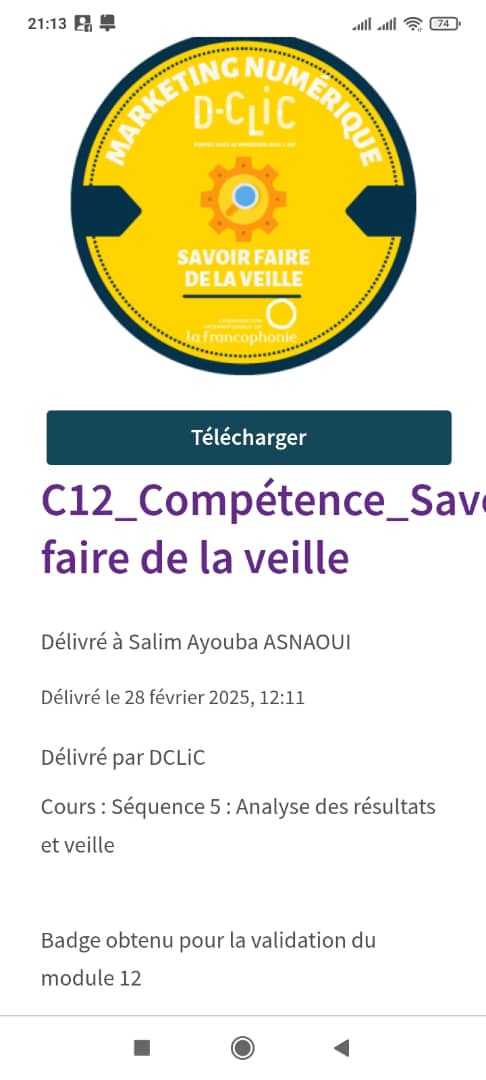 21:13
74
MARKETING NUMÉRIQUE
D-CLIC
SAVOIR FAIRE
DE LA VEILLE
ORGANISATION
INTERNATIONALE DE
la francophonie
Télécharger
C12_Compétence_Sav
faire de la veille
Délivré à Salim Ayouba ASNAOUI
Délivré le 28 février 2025, 12:11
Délivré par DCLiC
Cours : Séquence 5 : Analyse des résultats
et veille
Badge obtenu pour la validation du
module 12